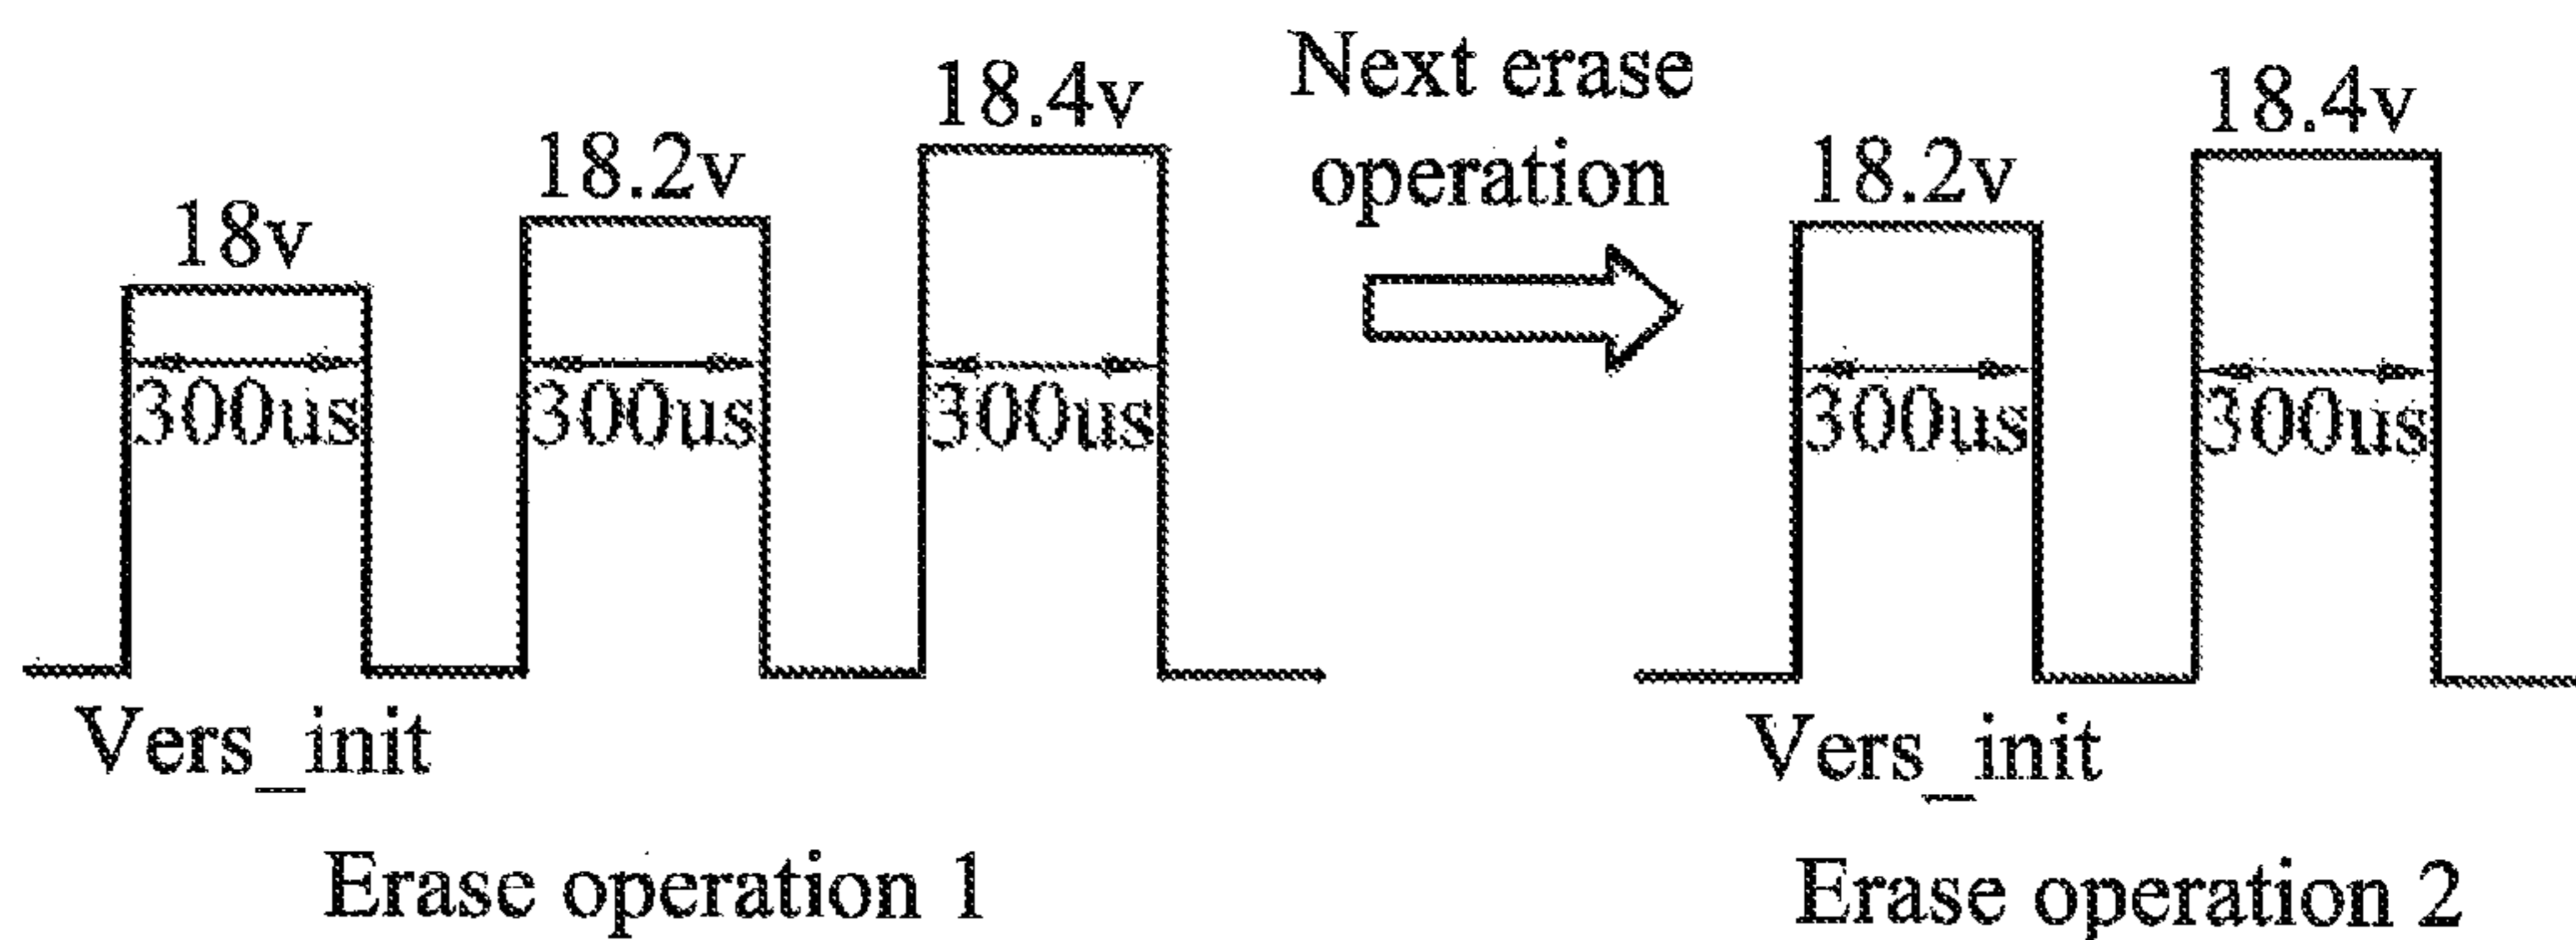 18v
18.2v
18.4v
300us
300us
300us
Vers_init
Erase operation 1
Next erase
operation
18.2v
18.4v
300us
300us
Vers_init
Erase operation 2